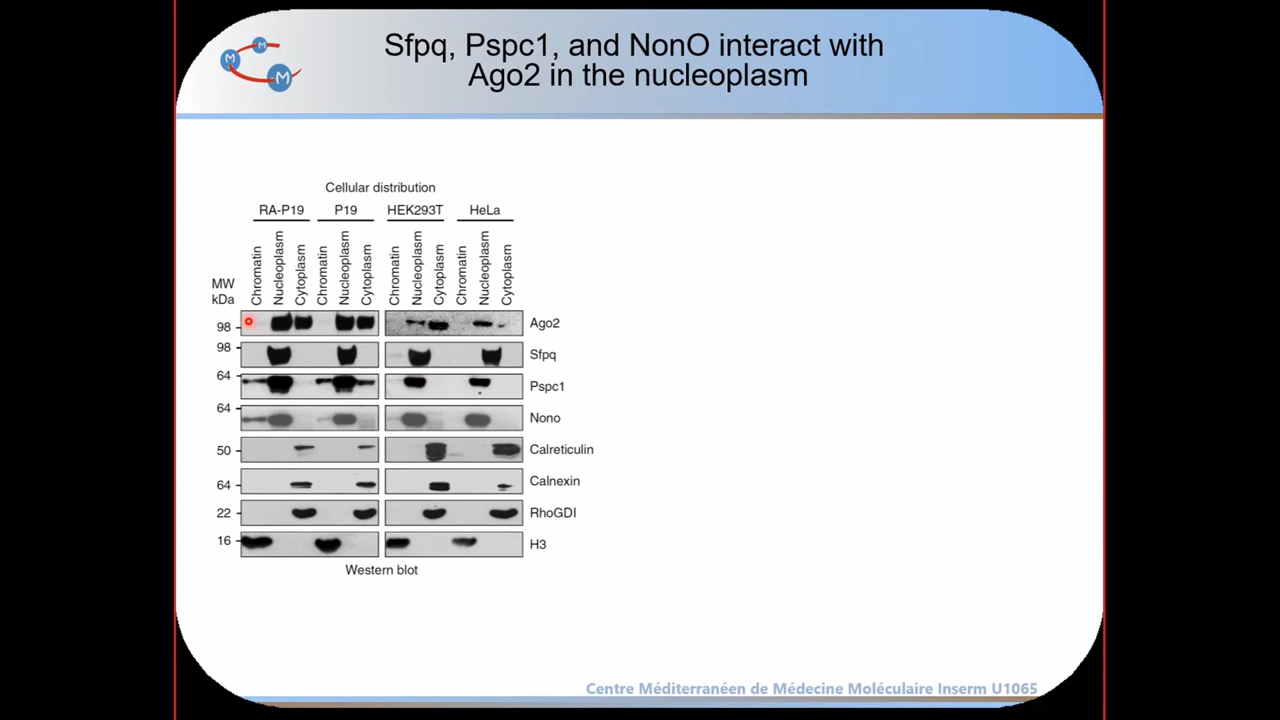 Sfpq, Pspc1, and NonO interact with
Ago2 in the nucleoplasm
M
M
M
Cellular distribution
RA-P19 P19 HEK293T HeLa
Chromatin Nucleoplasm Cytoplasm Chromatin Nucleoplasm Cytoplasm Chromatin Nucleoplasm Cytoplasm Chromatin Nucleoplasm Cytoplasm
MW
kDa
98 Ago2
98 Sfpq
64 Pspc1
64 Nono
50 Calreticulin
64 Calnexin
22 RhoGDI
16 H3
Western blot
Centre Méditerranéen de Médecine Moléculaire Inserm U1065